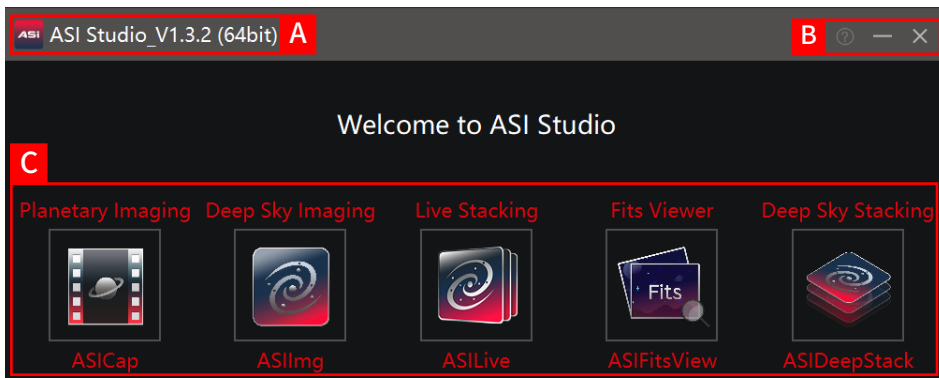 ASI ASI Studio_V1.3.2 (64bit) A B ?
Welcome to ASI Studio
C
Planetary Imaging Deep Sky Imaging Live Stacking Fits Viewer Deep Sky Stacking
Fits
ASICap ASIImg ASILive ASIFitsView ASIDeepStack